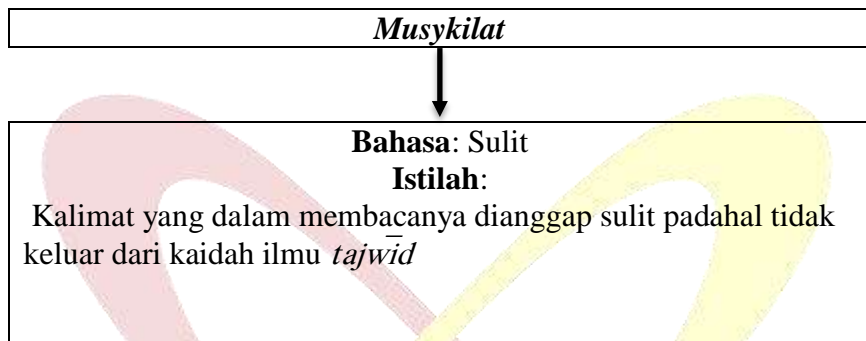 Musykilat
Bahasa: Sulit
Istilah:
Kalimat yang dalam membacanya dianggap sulit padahal tidak
keluar dari kaidah ilmu tajwīd